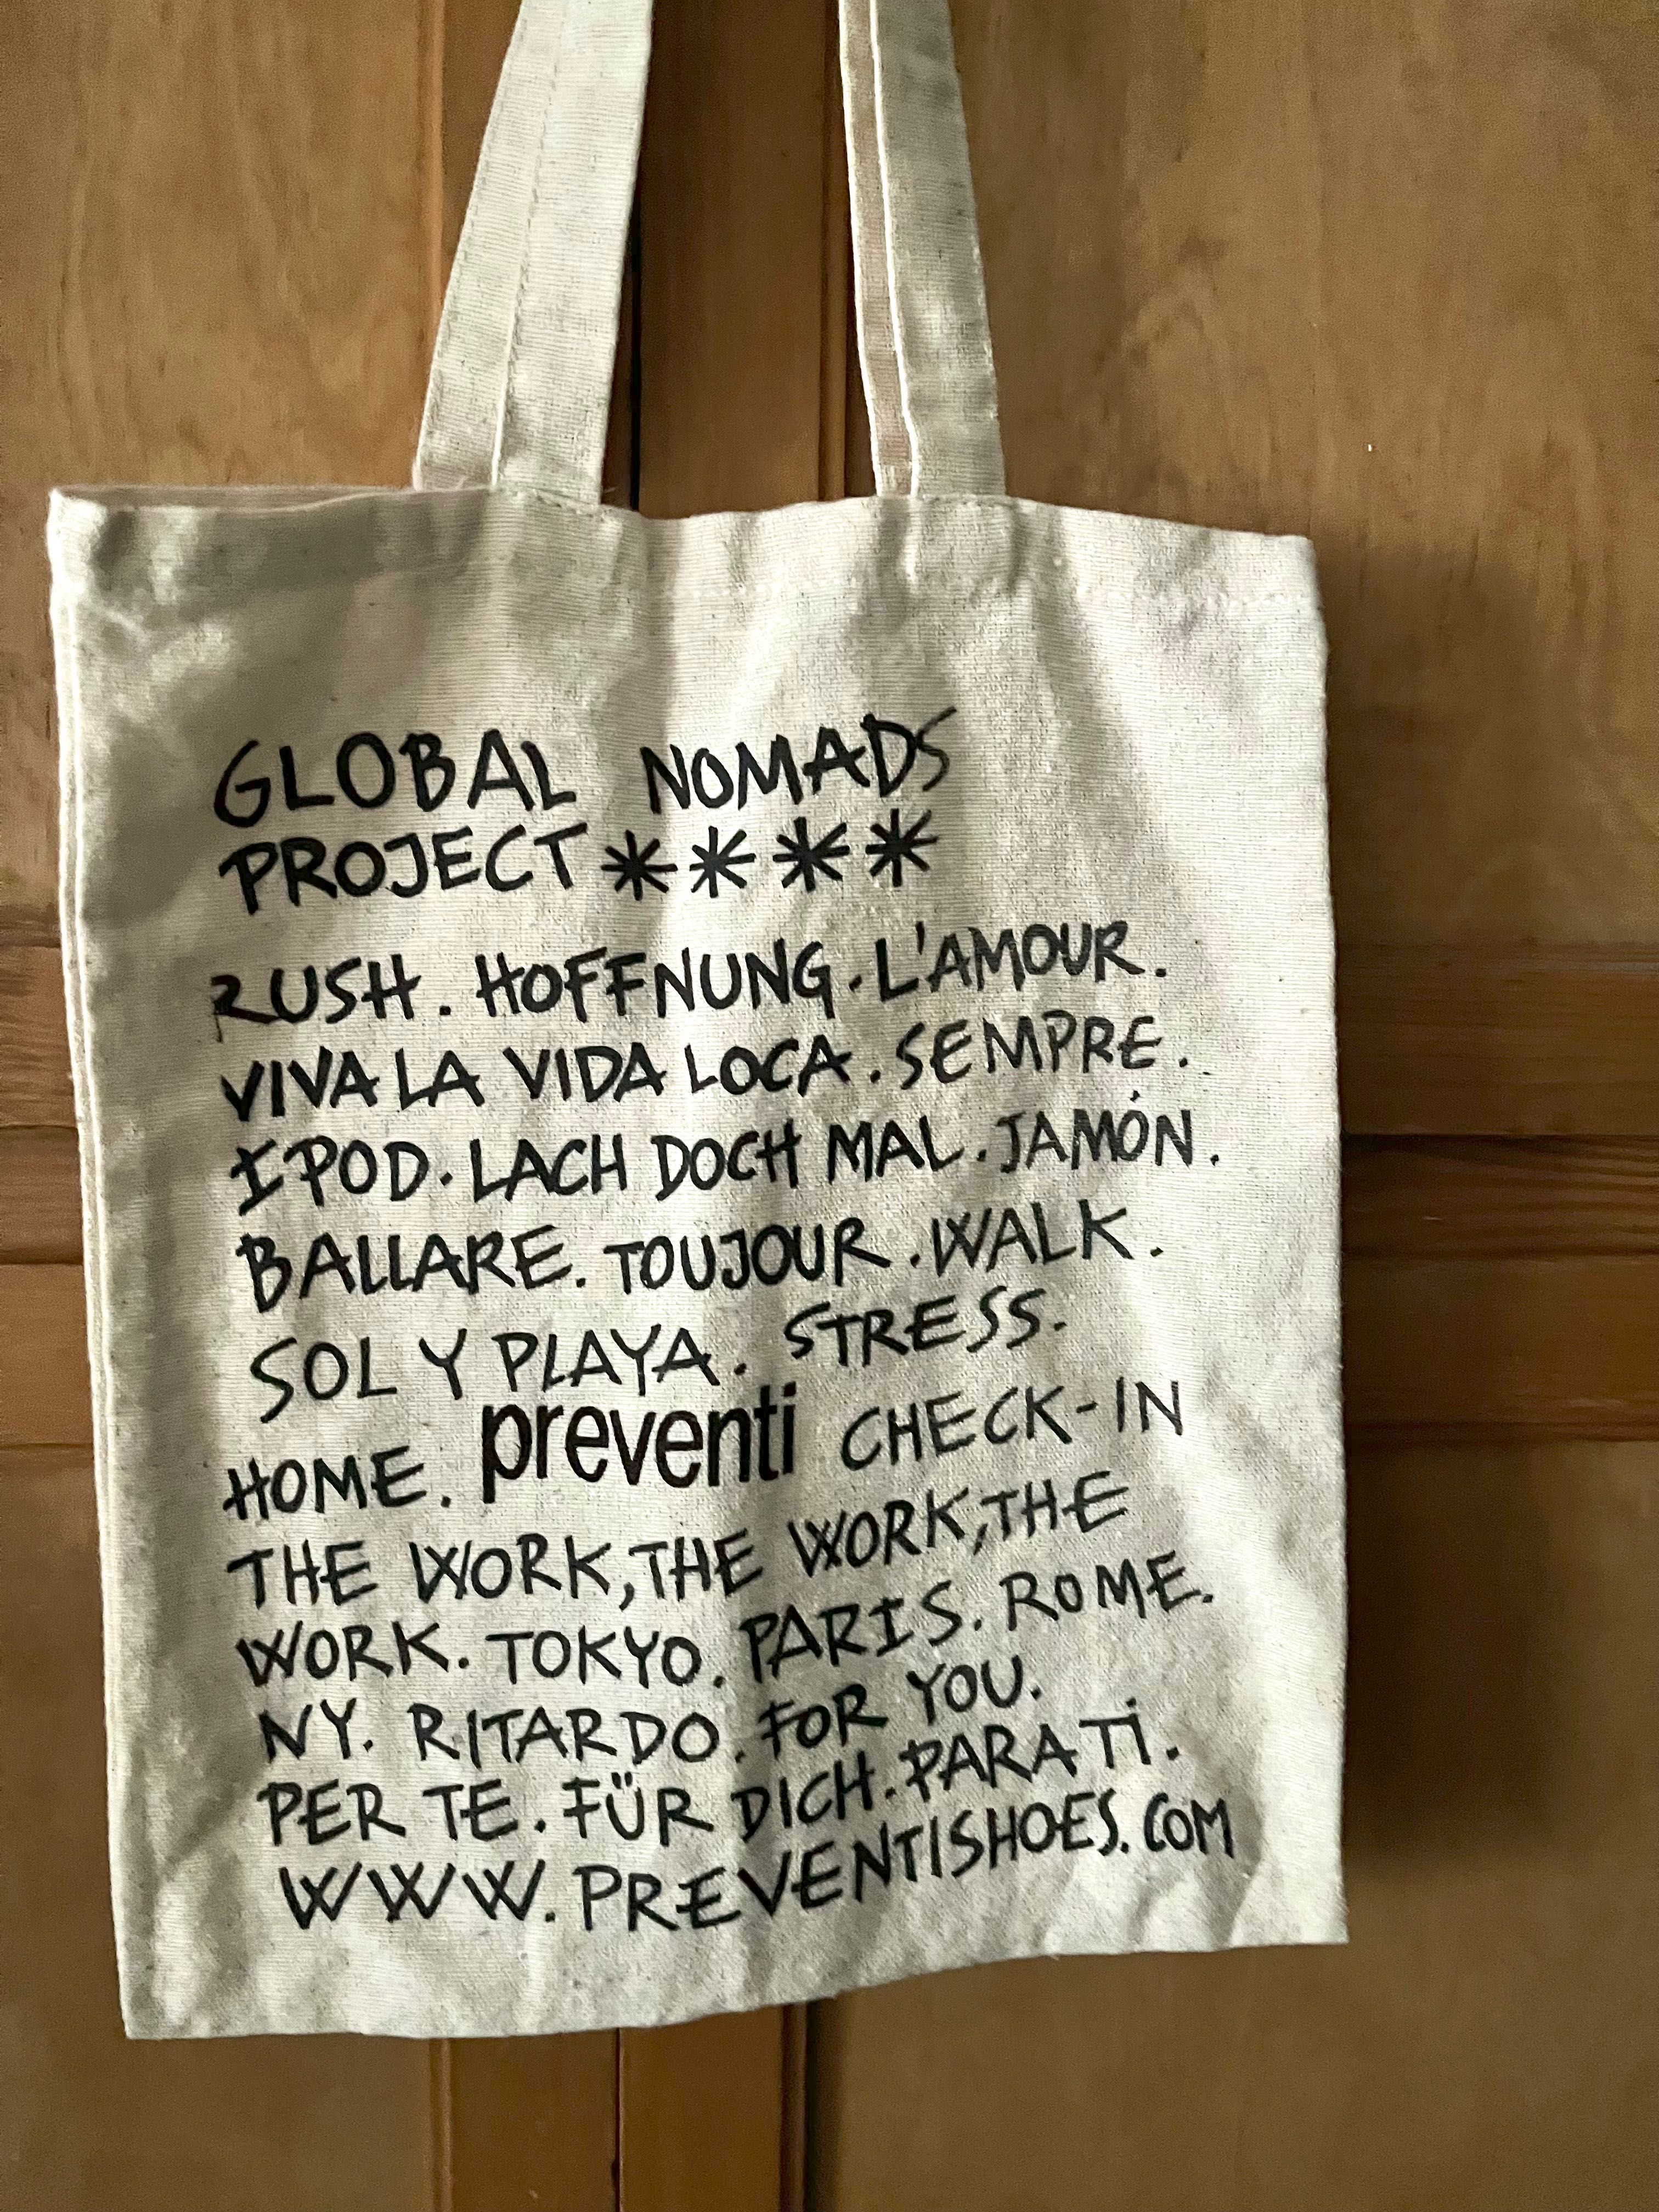 GLOBAL NOMADS
PROJECT****
RUSH. HOFFNUNG. L'AMOUR.
VIVA LA VIDA LOCA. SEMPRE.
IPOD. LACH DOCH MAL. JAMÓN.
BALLARE. TOUJOUR. WALK.
SOL Y PLAYA. STRESS.
HOME. preventi CHECK-IN
THE WORK, THE WORK, THE
WORK. TOKYO. PARIS. ROME.
NY. RITARDO. FOR YOU.
PER TE. FÜR DICH. PARA TI.
WWW.PREVENTISHOES.COM